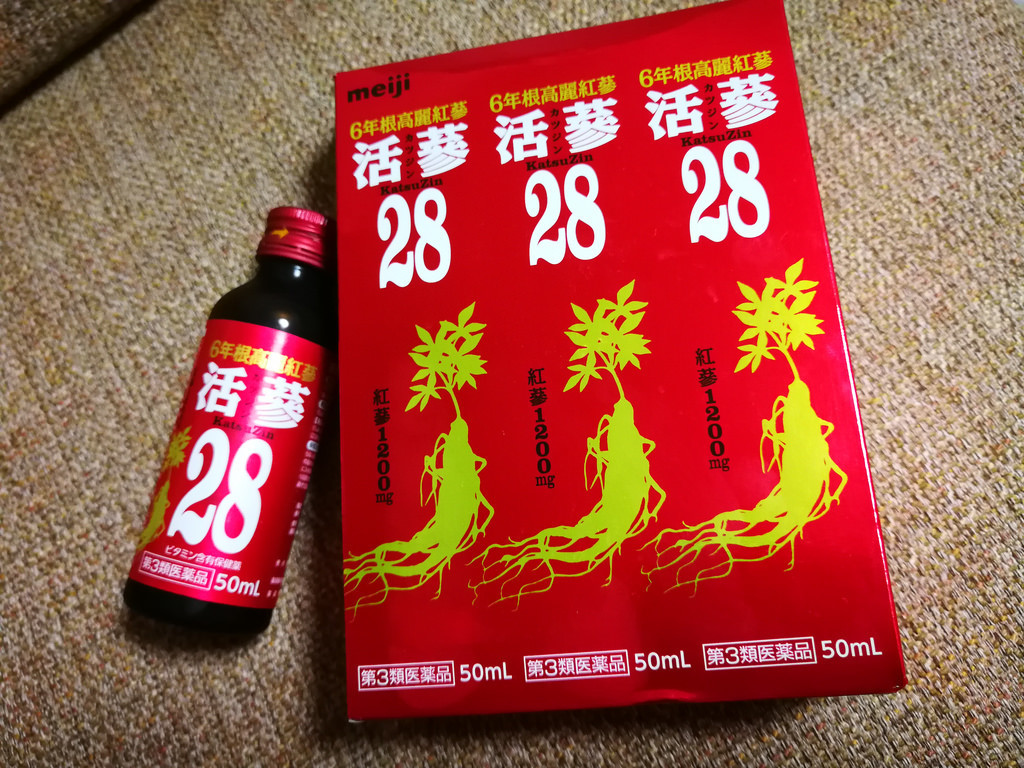 meiji
6年根高麗紅蔘
活蔘
カツジン
KatsuZin
28
紅蔘1200mg
第3類医薬品 50mL
6年根高麗紅蔘
活蔘
カツジン
KatsuZin
28
紅蔘1200mg
第3類医薬品 50mL
6年根高麗紅蔘
活蔘
カツジン
KatsuZin
28
紅蔘1200mg
第3類医薬品 50mL
6年根高麗紅蔘
活蔘
KatsuZin
28
ビタミン含有保健薬
第3類医薬品 50mL